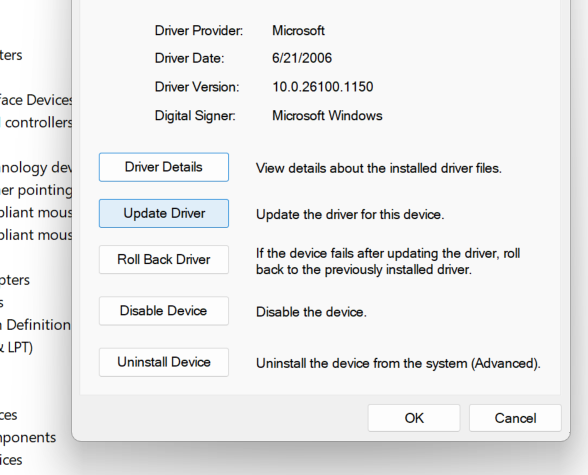 Driver Provider: Microsoft
Driver Date: 6/21/2006
Driver Version: 10.0.26100.1150
Digital Signer: Microsoft Windows
Driver Details View details about the installed driver files.
Update Driver Update the driver for this device.
Roll Back Driver If the device fails after updating the driver, roll
back to the previously installed driver.
Disable Device Disable the device.
Uninstall Device Uninstall the device from the system (Advanced).
OK Cancel
ters
face Devices
controllers
nology dev
er pointing
pliant mous
pliant mous
pters
s
n Definition
& LPT)
ces
mponents
ices